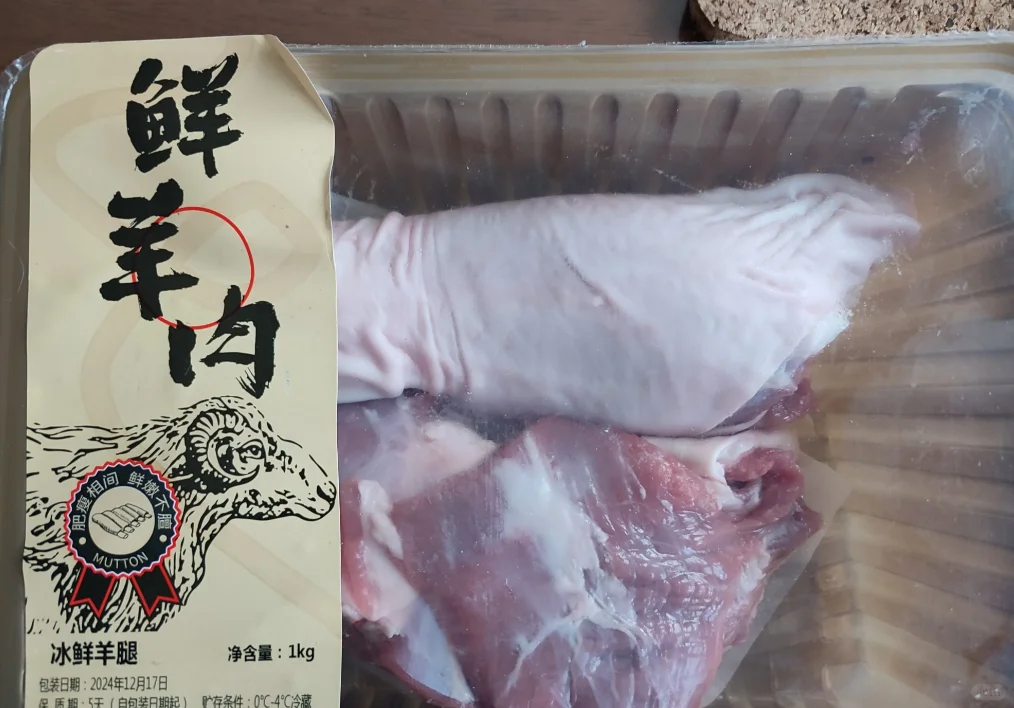 鲜
羊
肉
肥瘦相间 鲜嫩不膻
MUTTON
冰鲜羊腿
净含量：1kg
包装日期：2024年12月17日
保质期：5天（自包装日期起） 贮存条件：0℃-4℃冷藏